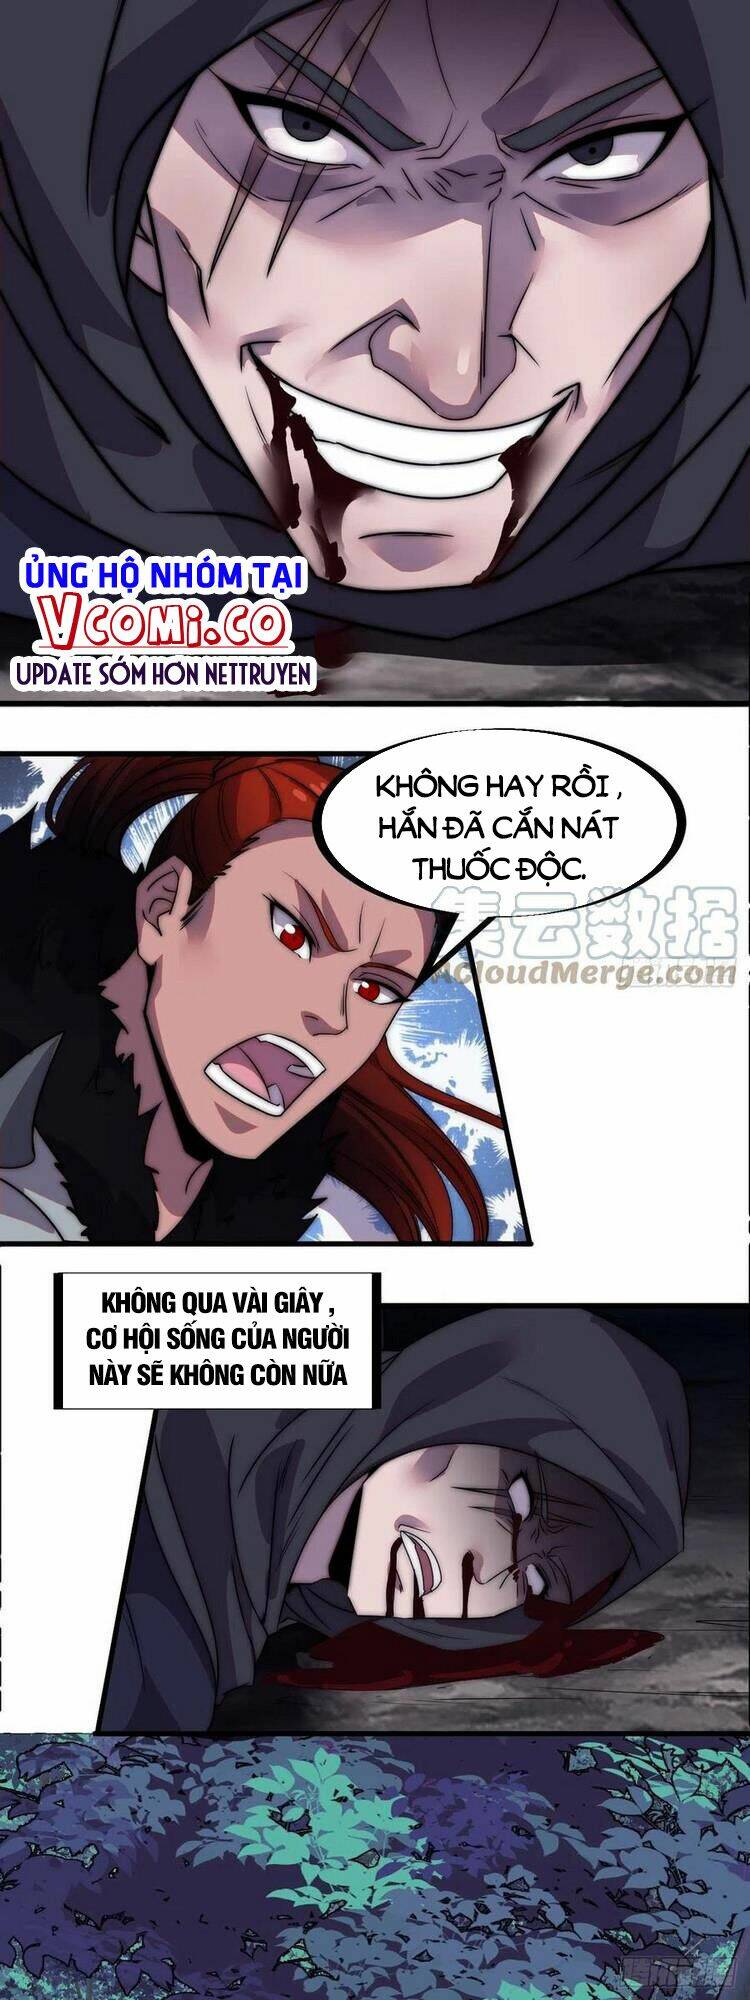 ỦNG HỘ NHÓM TẠI
VCOMI.CO
UPDATE SỚM HƠN NETTRUYEN
KHÔNG HAY RỒI ,
HẮN ĐÃ CẮN NÁT
THUỐC ĐỘC.
集云数据
ACloudMerge.com
KHÔNG QUA VÀI GIÂY ,
CƠ HỘI SỐNG CỦA NGƯỜI
NÀY SẼ KHÔNG CÒN NỮA